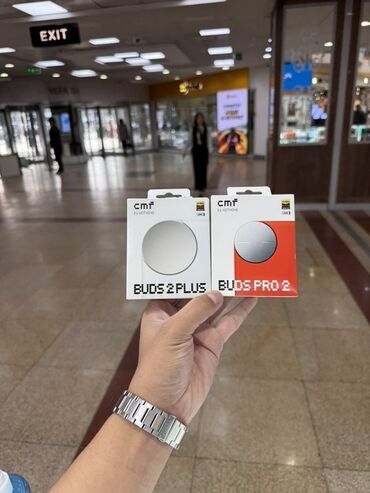 EXIT
cmf
BY NOTHING
BUDS 2 PLUS
cmf
BY NOTHING
BUDS PRO 2